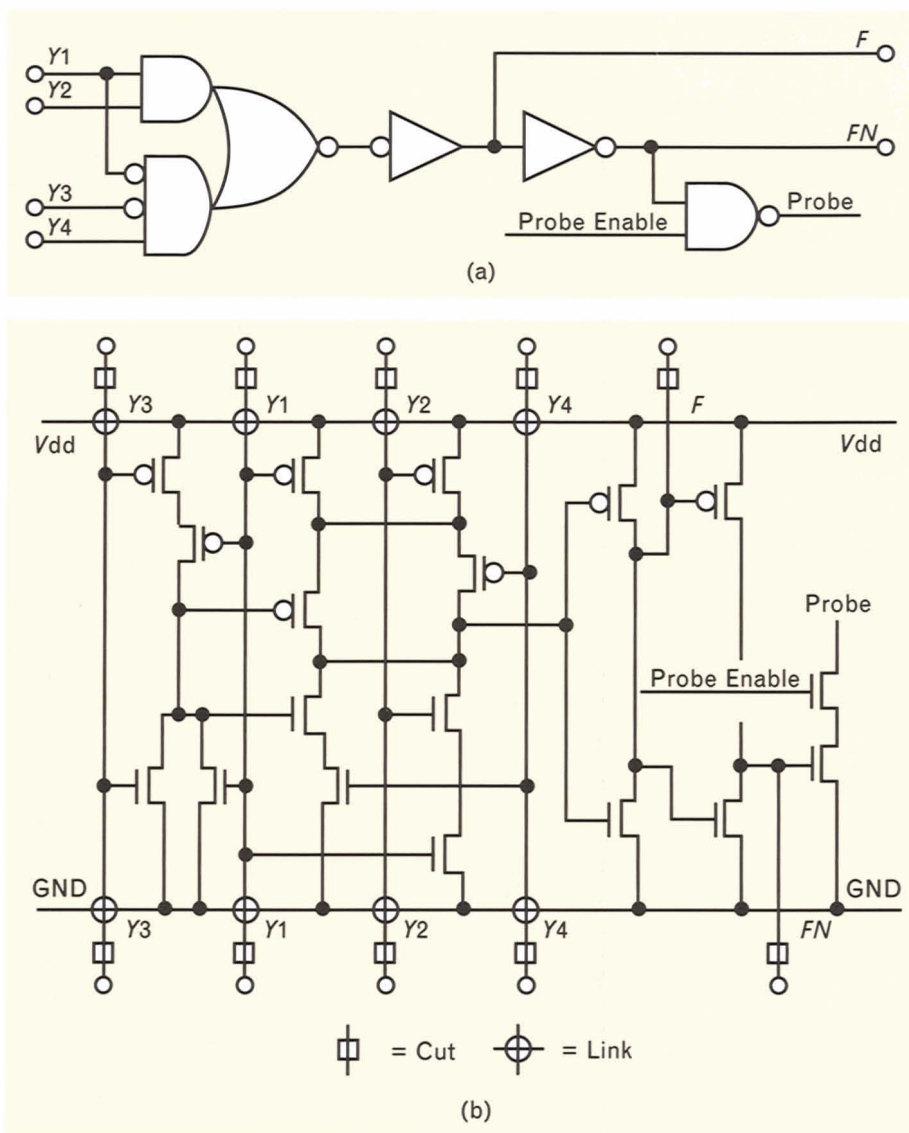 Y1
F
Y2
FN
Y3
Probe
Y4
Probe Enable
(a)
Y3 Y1 Y2 Y4 F
Vdd Vdd
Probe
Probe Enable
GND GND
Y3 Y1 Y2 Y4 FN
= Cut = Link
(b)